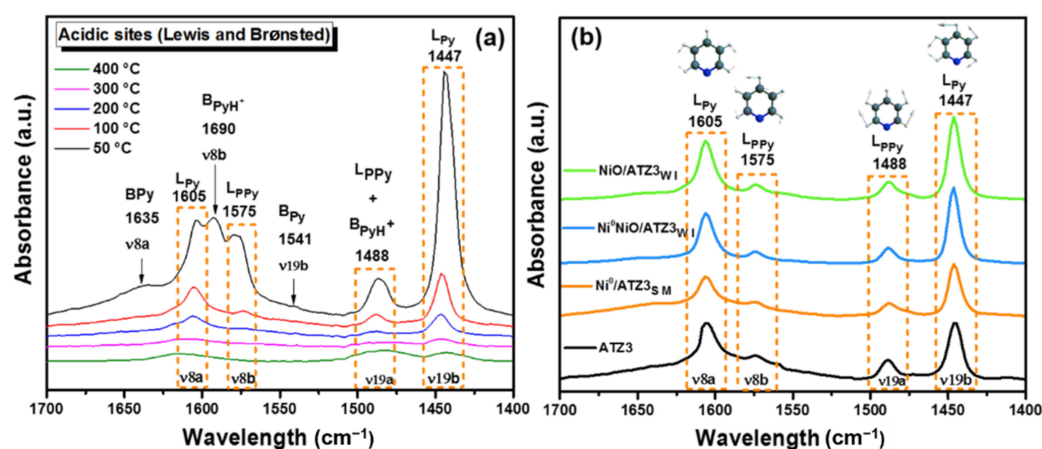 Acidic sites (Lewis and Brønsted)
(a)
400 °C
300 °C
200 °C
100 °C
50 °C
BPy
1635
ν8a
LPy
1605
BPyH+
1690
ν8b
LPPy
1575
BPy
1541
ν19b
LPPy
+
BPyH+
1488
LPy
1447
ν8a
ν8b
ν19a
ν19b
Absorbance (a.u.)
1700
1650
1600
1550
1500
1450
1400
Wavelength (cm−1)
(b)
LPy
1605
LPPy
1575
LPPy
1488
LPy
1447
NiO/ATZ3WI
Ni0NiO/ATZ3WI
Ni0/ATZ3SM
ATZ3
ν8a
ν8b
ν19a
ν19b
Absorbance (a.u.)
1700
1650
1600
1550
1500
1450
1400
Wavelength (cm−1)